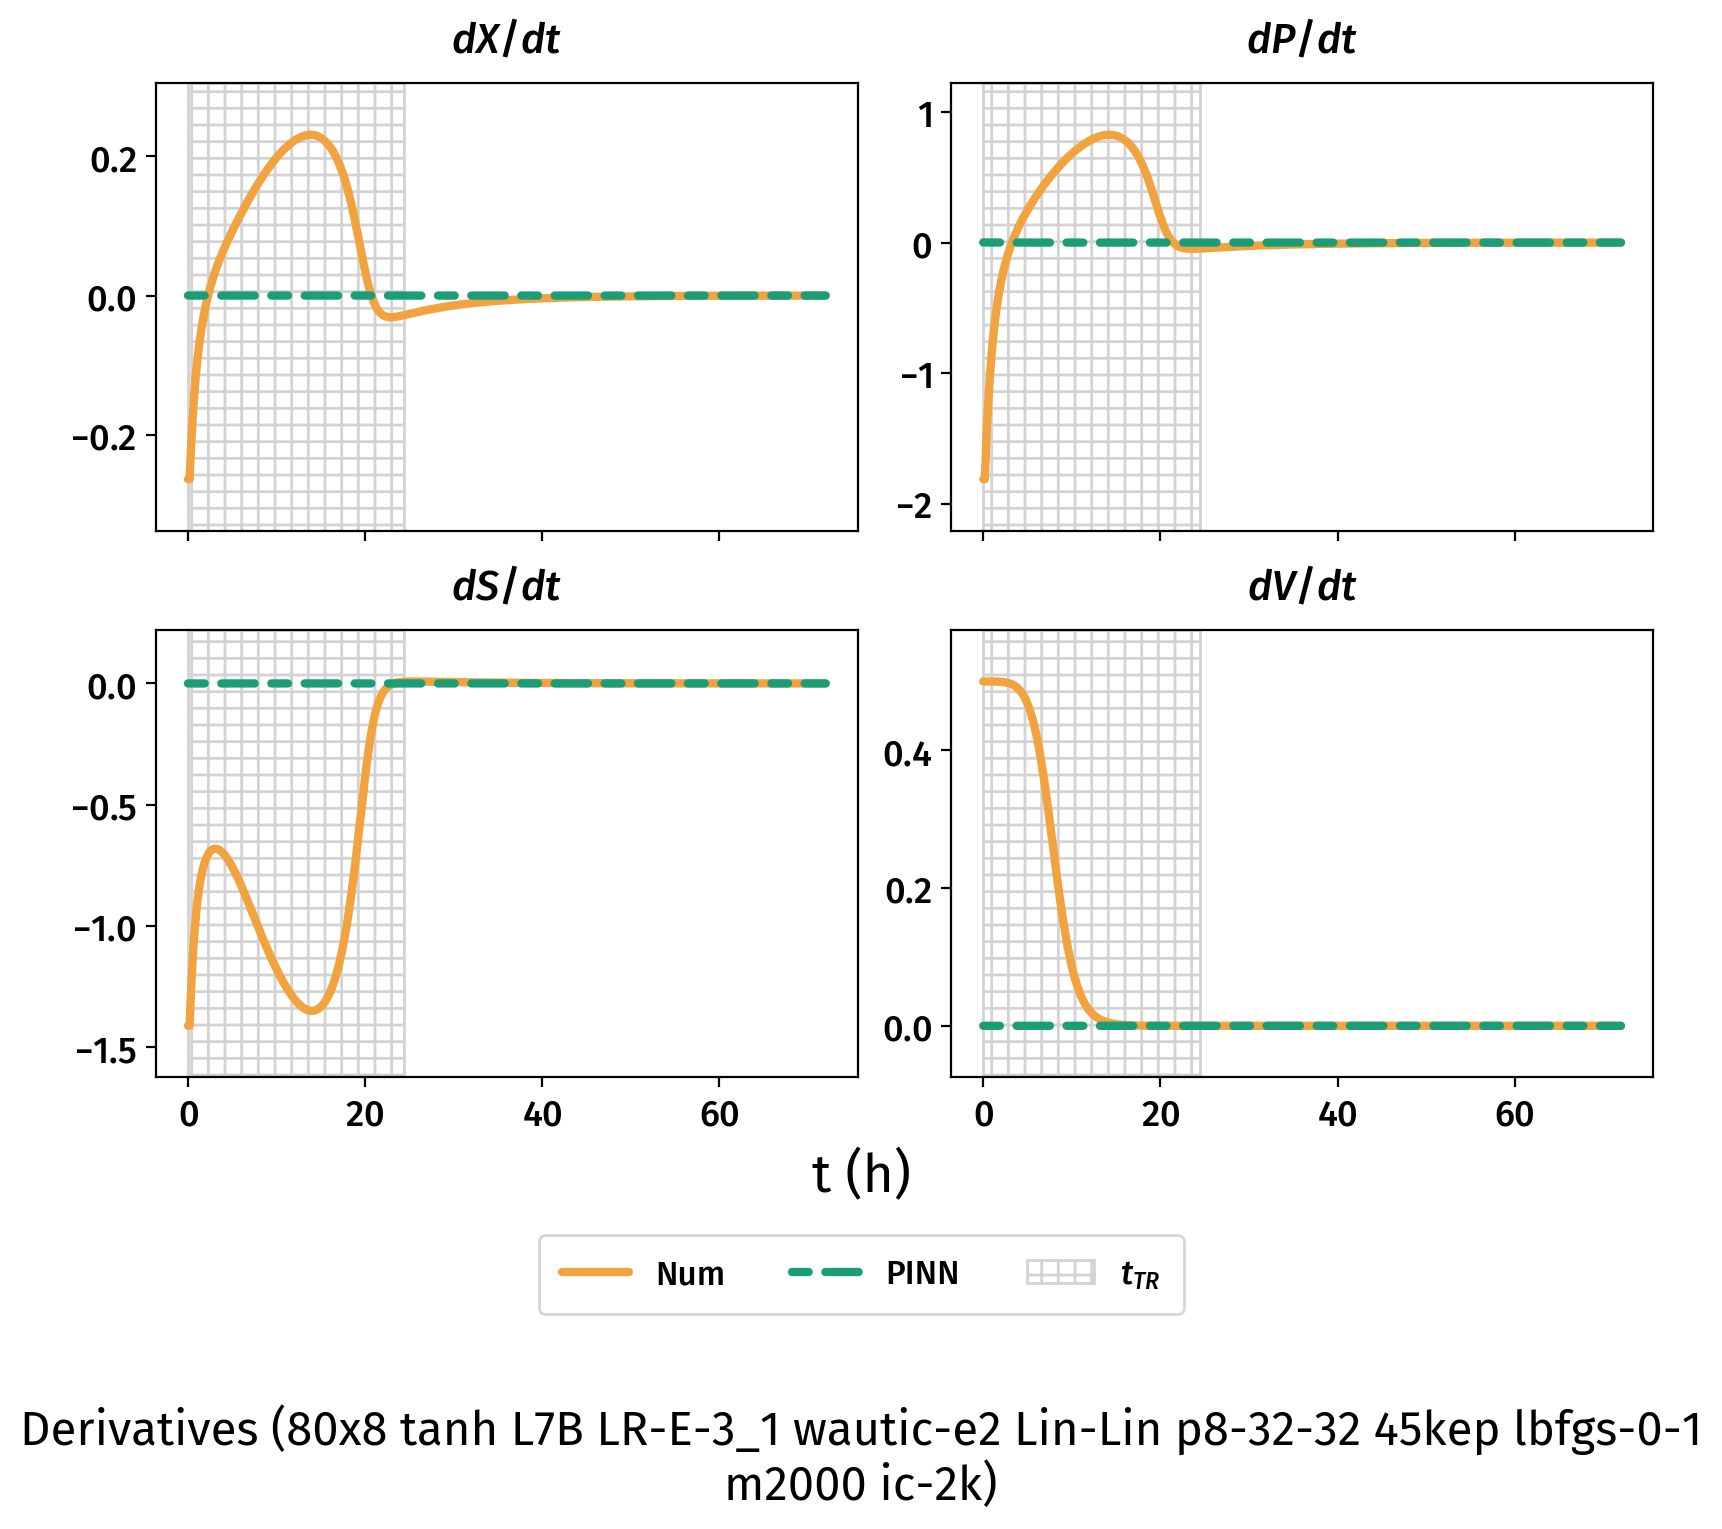 dX/dt
dP/dt
0.2
0.0
−0.2
1
0
−1
−2
dS/dt
dV/dt
0.0
−0.5
−1.0
−1.5
0.4
0.2
0.0
0 20 40 60
0 20 40 60
t (h)
Num PINN t_TR
Derivatives (80x8 tanh L7B LR-E-3_1 wautic-e2 Lin-Lin p8-32-32 45kep lbfgs-0-1
m2000 ic-2k)